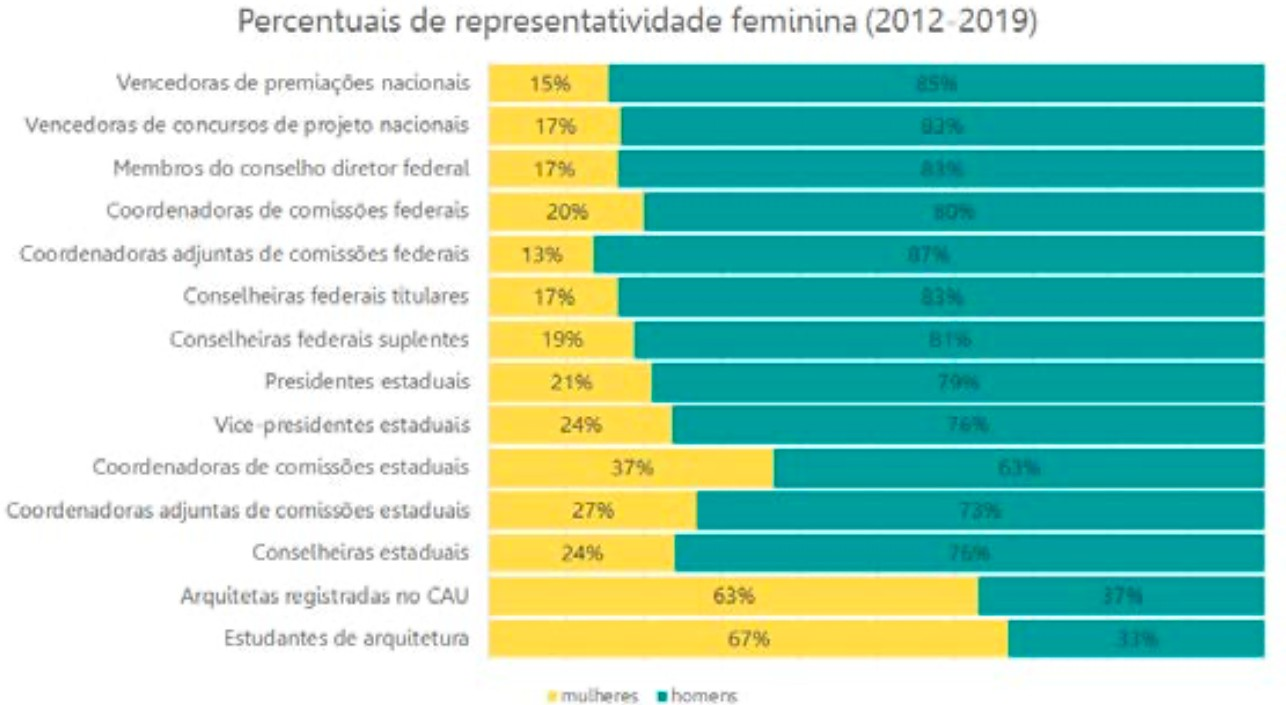 Percentuais de representatividade feminina (2012-2019)
Vencedoras de premiações nacionais 15% 85%
Vencedoras de concursos de projeto nacionais 17% 83%
Membros do conselho diretor federal 17% 83%
Coordenadoras de comissões federais 20% 80%
Coordenadoras adjuntas de comissões federais 13% 87%
Conselheiras federais titulares 17% 83%
Conselheiras federais suplentes 19% 81%
Presidentes estaduais 21% 79%
Vice-presidentes estaduais 24% 76%
Coordenadoras de comissões estaduais 37% 63%
Coordenadoras adjuntas de comissões estaduais 27% 73%
Conselheiras estaduais 24% 76%
Arquitetas registradas no CAU 63% 37%
Estudantes de arquitetura 67% 33%
mulheres homens